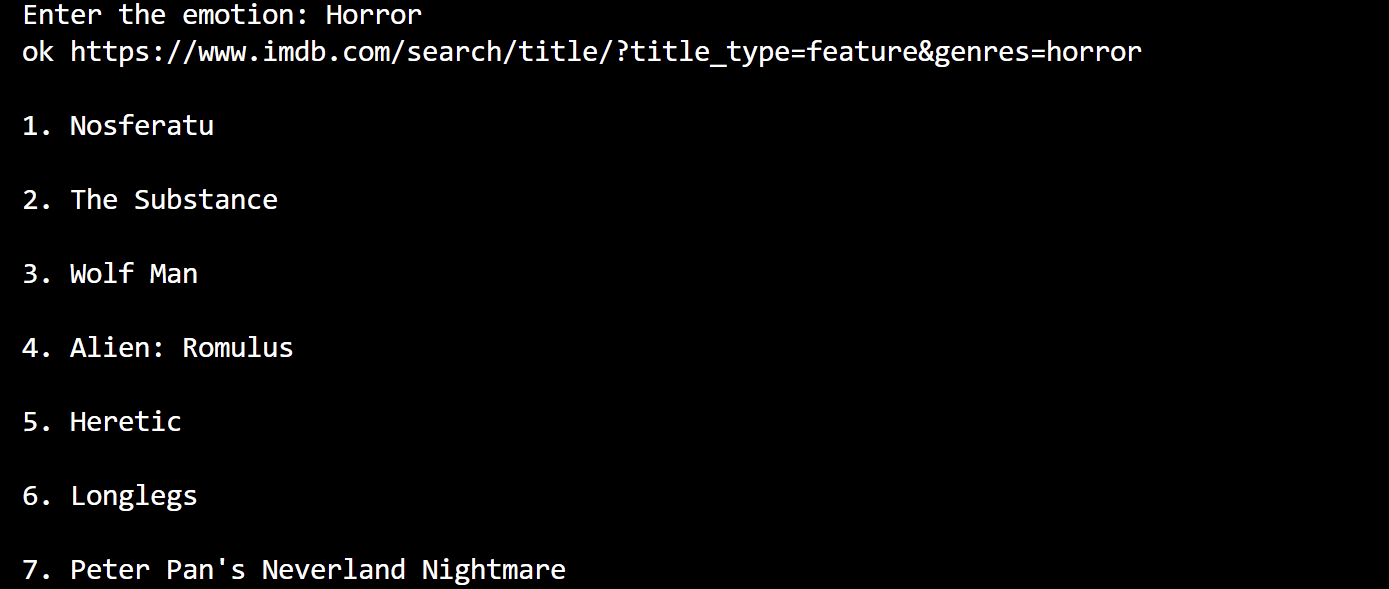 Enter the emotion: Horror
ok https://www.imdb.com/search/title/?title_type=feature&genres=horror
1. Nosferatu
2. The Substance
3. Wolf Man
4. Alien: Romulus
5. Heretic
6. Longlegs
7. Peter Pan's Neverland Nightmare